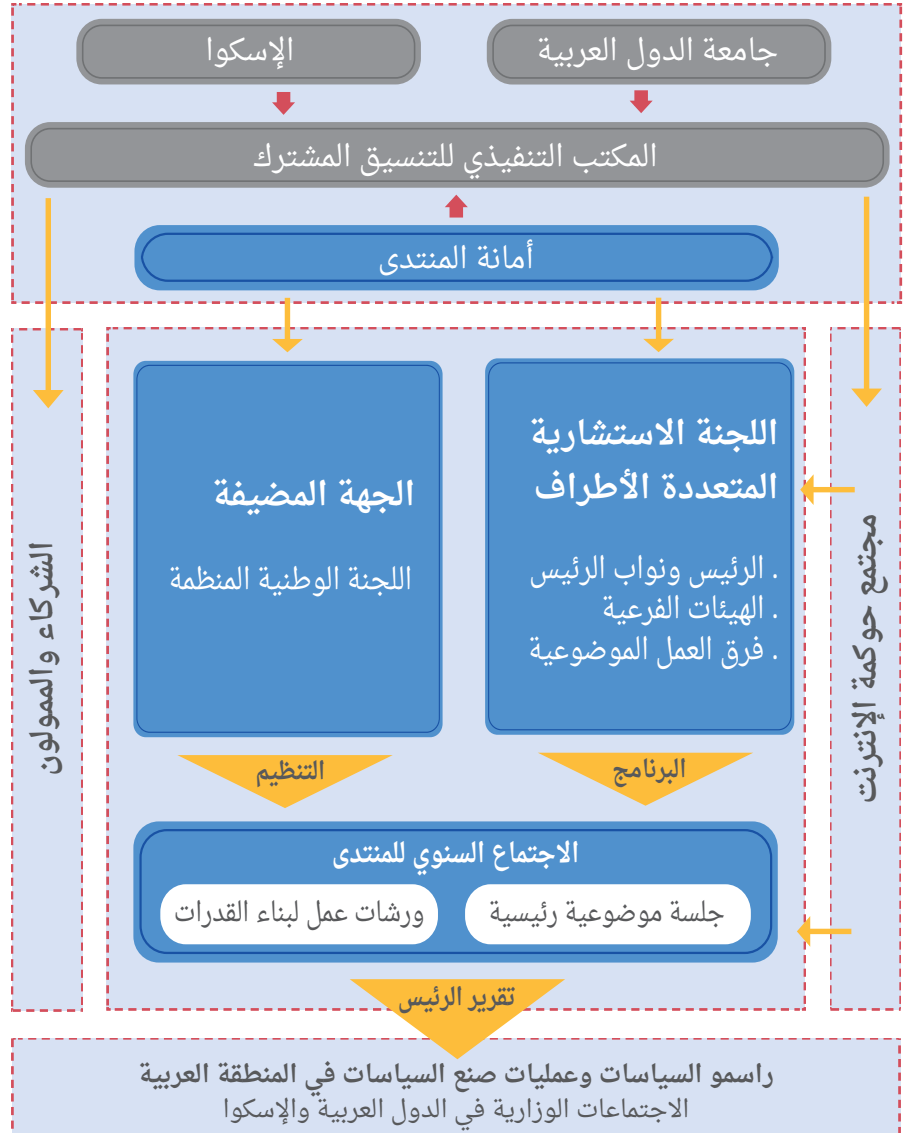 جامعة الدول العربية
الإسكوا
المكتب التنفيذي للتنسيق المشترك
أمانة المنتدى
مجتمع حوكمة الإنترنت
اللجنة الاستشارية
المتعددة الأطراف
. الرئيس ونواب الرئيس
. الهيئات الفرعية
. فرق العمل الموضوعية
الجهة المضيفة
اللجنة الوطنية المنظمة
الشركاء والممولون
البرنامج
التنظيم
الاجتماع السنوي للمنتدى
جلسة موضوعية رئيسية
ورشات عمل لبناء القدرات
تقرير الرئيس
راسمو السياسات وعمليات صنع السياسات في المنطقة العربية
الاجتماعات الوزارية في الدول العربية والإسكوا